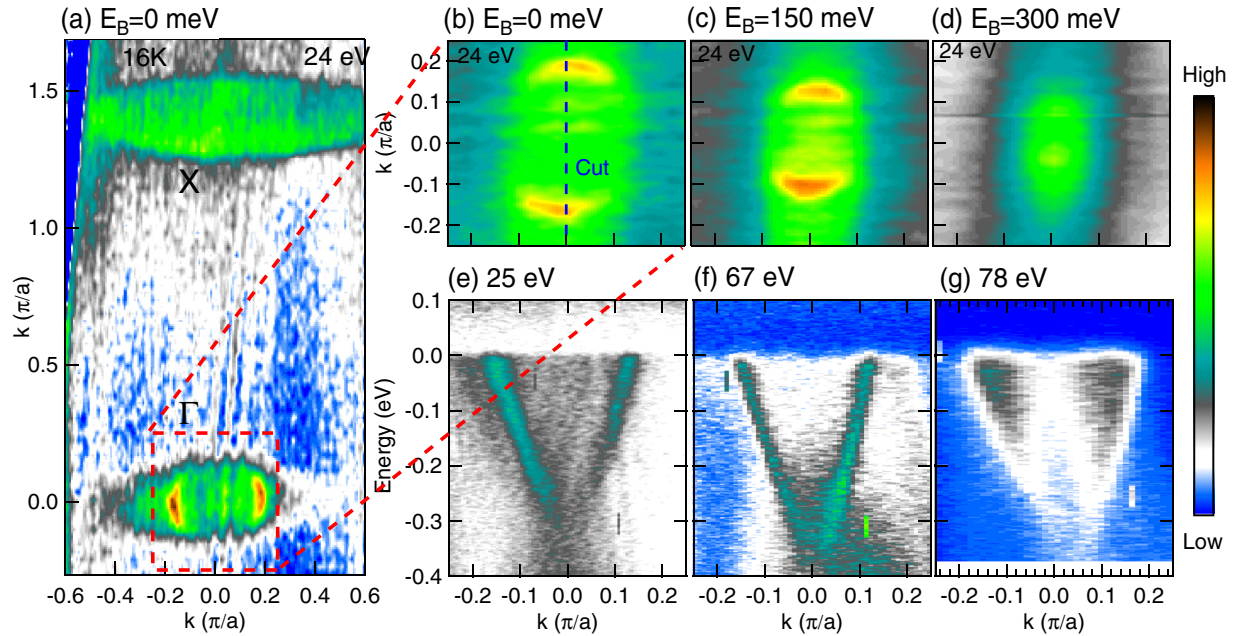 (a) E_B=0 meV
(b) E_B=0 meV
(c) E_B=150 meV
(d) E_B=300 meV
16K
24 eV
24 eV
24 eV
24 eV
Cut
X
Γ
k (π/a)
1.5
1.0
0.5
0.0
-0.6 -0.4 -0.2 0.0 0.2 0.4 0.6
k (π/a)
k (π/a)
0.2
0.1
0.0
-0.1
-0.2
High
Low
(e) 25 eV
(f) 67 eV
(g) 78 eV
Energy (eV)
0.1
0.0
-0.1
-0.2
-0.3
-0.4
-0.2 -0.1 0.0 0.1 0.2
k (π/a)
-0.2 -0.1 0.0 0.1 0.2
k (π/a)
-0.2 -0.1 0.0 0.1 0.2
k (π/a)